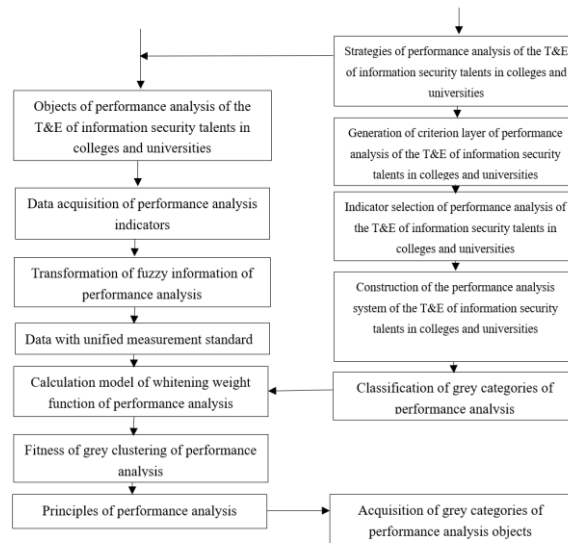 Objects of performance analysis of the
T&E of information security talents in
colleges and universities
Data acquisition of performance analysis
indicators
Transformation of fuzzy information of
performance analysis
Data with unified measurement standard
Calculation model of whitening weight
function of performance analysis
Fitness of grey clustering of performance
analysis
Principles of performance analysis
Strategies of performance analysis of the T&E
of information security talents in colleges and
universities
Generation of criterion layer of performance
analysis of the T&E of information security
talents in colleges and universities
Indicator selection of performance analysis of
the T&E of information security talents in
colleges and universities
Construction of the performance analysis
system of the T&E of information security
talents in colleges and universities
Classification of grey categories of
performance analysis
Acquisition of grey categories of
performance analysis objects